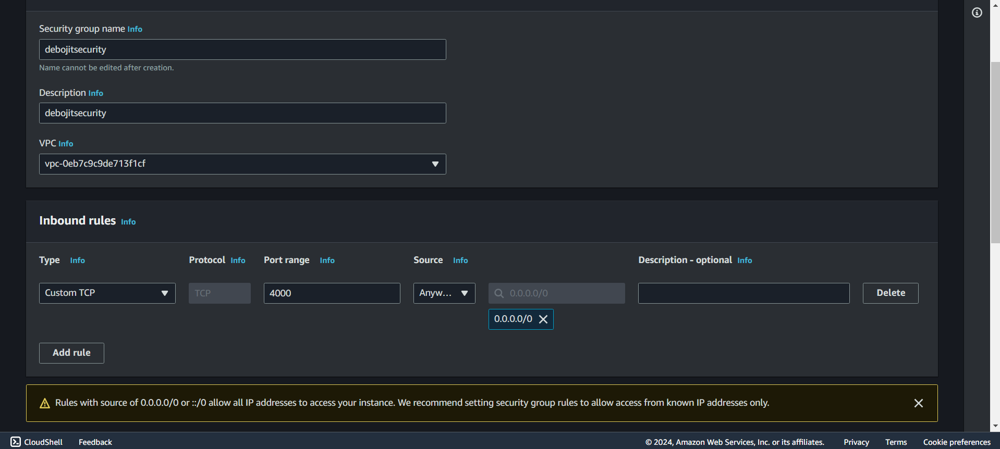 Security group name Info
debojitsecurity
Name cannot be edited after creation.
Description Info
debojitsecurity
VPC Info
vpc-0eb7c9c9de713f1cf
Inbound rules Info
Type Info Protocol Info Port range Info Source Info Description - optional Info
Custom TCP TCP 4000 Anyw... 0.0.0.0/0 Delete
0.0.0.0/0
Add rule
Rules with source of 0.0.0.0/0 or ::/0 allow all IP addresses to access your instance. We recommend setting security group rules to allow access from known IP addresses only.
CloudShell Feedback © 2024, Amazon Web Services, Inc. or its affiliates. Privacy Terms Cookie preferences